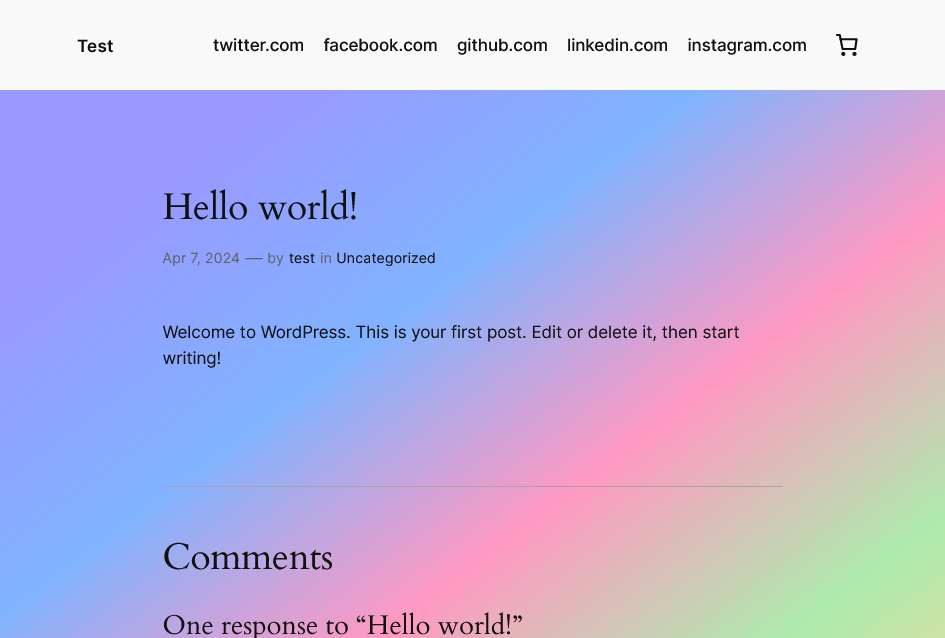 Test twitter.com facebook.com github.com linkedin.com instagram.com
Hello world!
Apr 7, 2024 — by test in Uncategorized
Welcome to WordPress. This is your first post. Edit or delete it, then start
writing!
Comments
One response to “Hello world!”